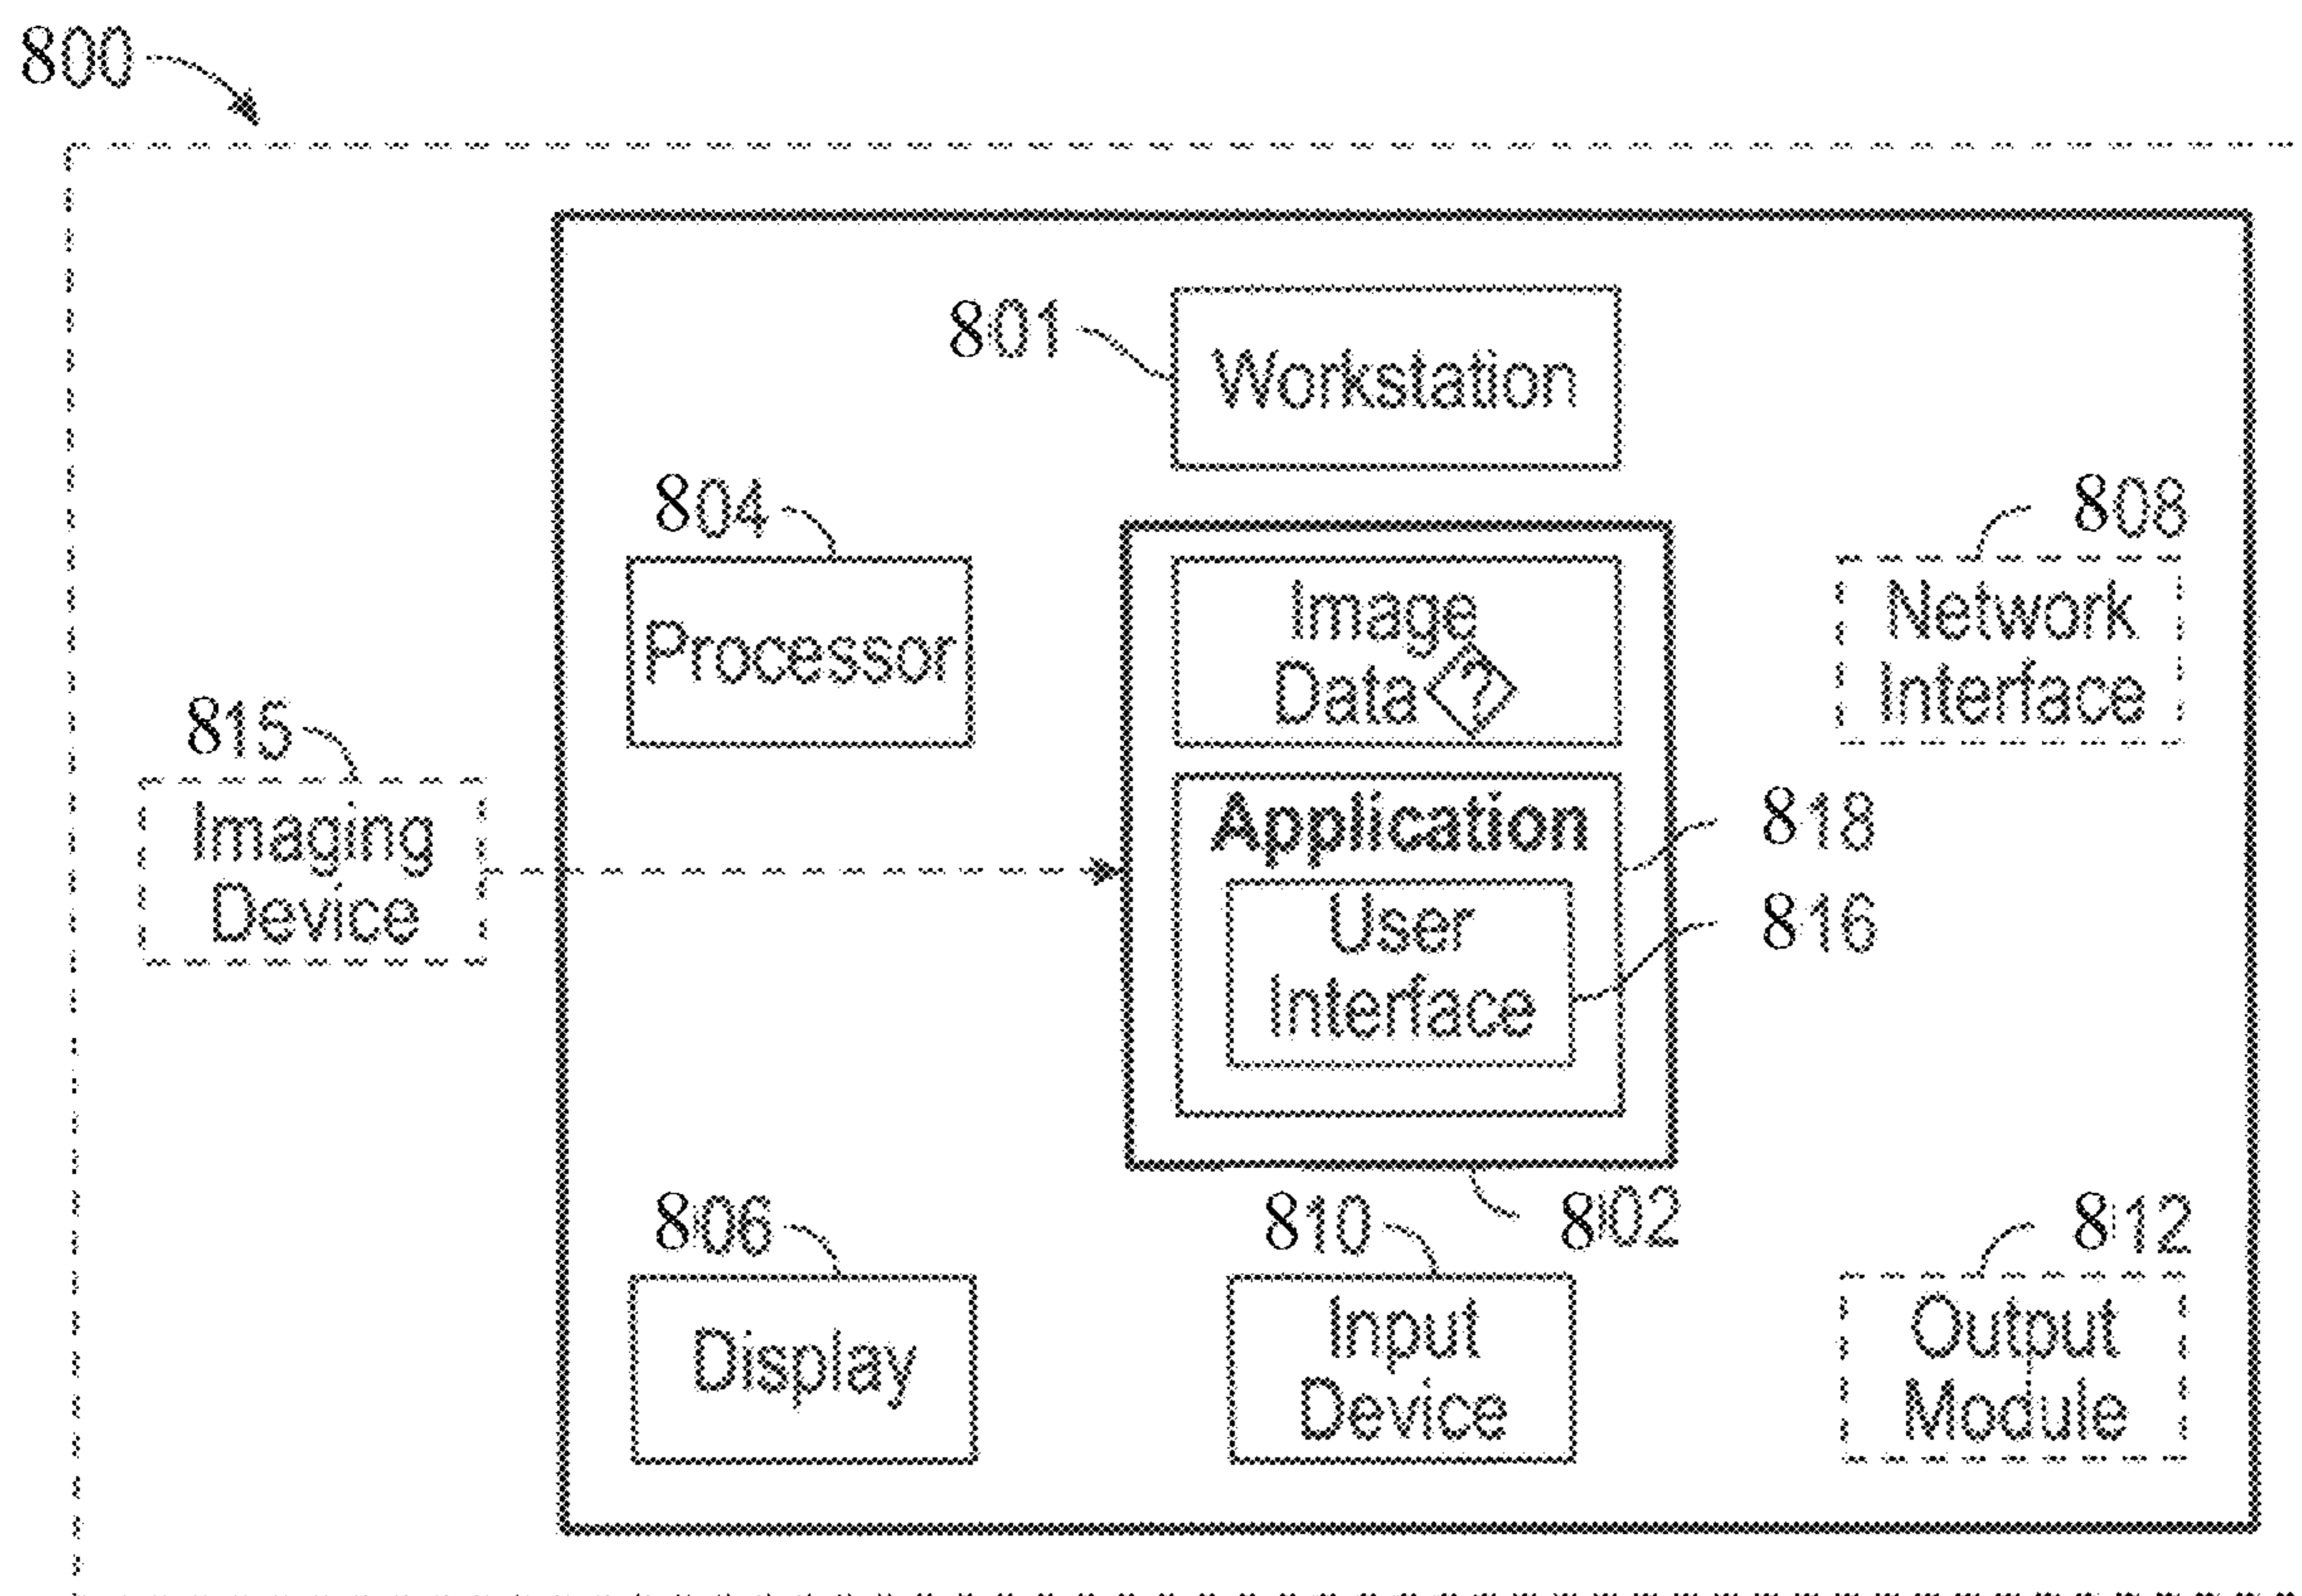 800
801
Workstation
804
808
Processor
Image
Data �
Network
Interface
815
Imaging
Device
Application
818
User
Interface
816
806
810
802
812
Display
Input
Device
Output
Module